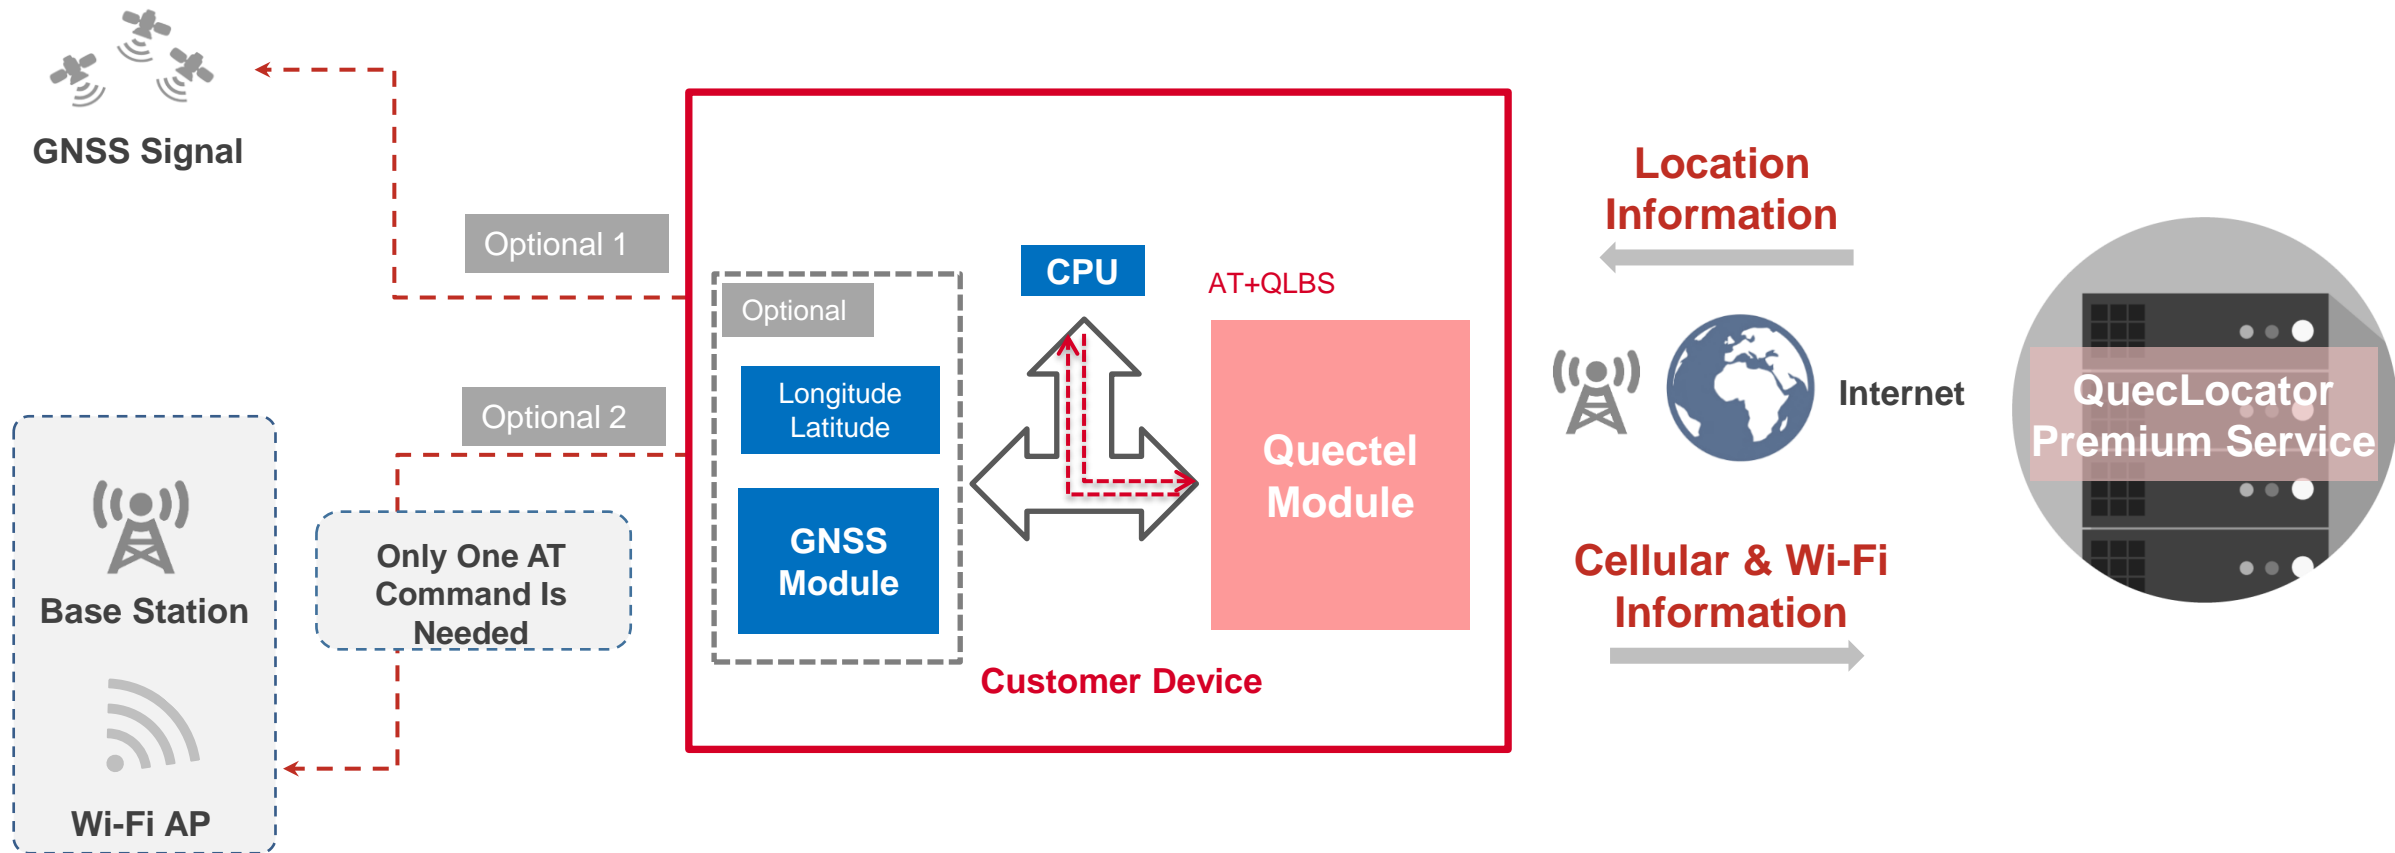 GNSS Signal
Optional 1
Optional 2
Base Station
Wi-Fi AP
Only One AT
Command Is
Needed
Optional
Longitude
Latitude
GNSS
Module
CPU
AT+QLBS
Quectel
Module
Customer Device
Location
Information
Internet
Cellular & Wi-Fi
Information
QuecLocator
Premium Service